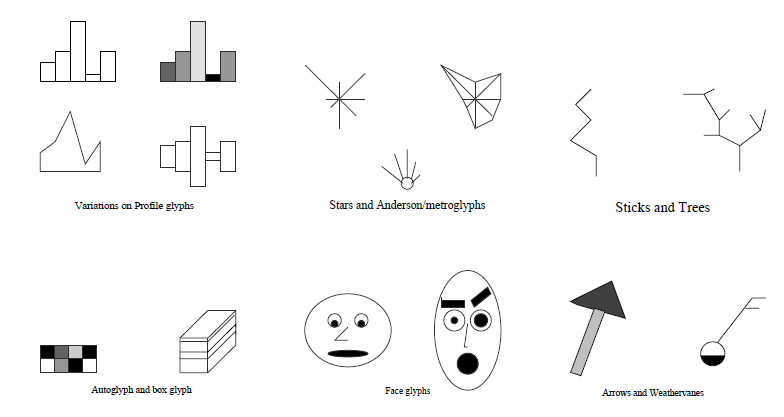 Variations on Profile glyphs
Stars and Anderson/metroglyphs
Sticks and Trees
Autoglyph and box glyph
Face glyphs
Arrows and Weathervanes